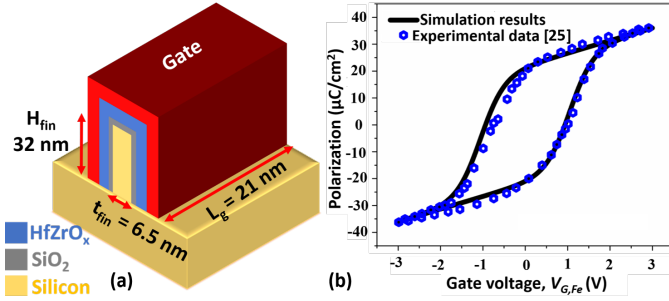 Gate
H_fin
32 nm
t_fin = 6.5 nm
L_g = 21 nm
HfZrOₓ
SiO₂
Silicon
(a)
Simulation results
Experimental data [25]
Polarization (µC/cm²)
40
30
20
10
0
-10
-20
-30
-40
-3
-2
-1
0
1
2
3
Gate voltage, V_G,Fe (V)
(b)